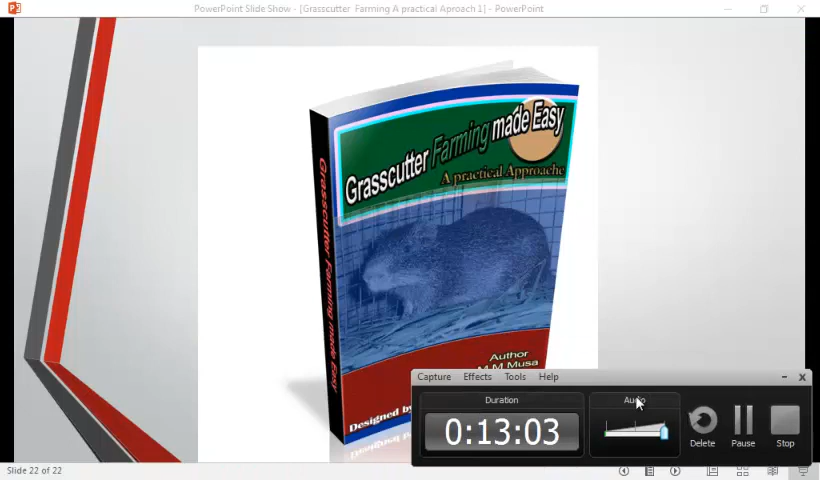 PowerPoint Slide Show - [Grasscutter Farming A practical Aproach 1] - PowerPoint
Grasscutter Farming made Easy
A practical Approache
Grasscutter Farming made Easy
Author
M M Musa
Designed by
Capture Effects Tools Help
Duration
Audio
0:13:03
Delete Pause Stop
Slide 22 of 22